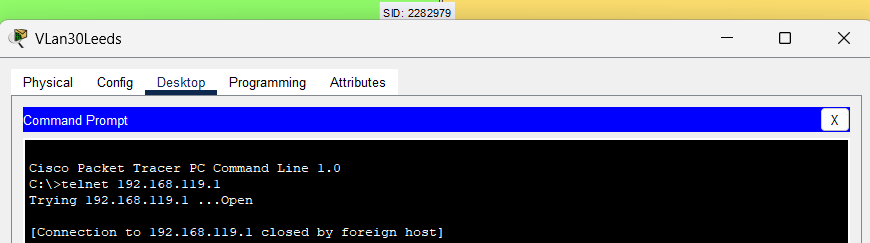 SID: 2282979
VLan30Leeds
Physical Config Desktop Programming Attributes
Command Prompt X
Cisco Packet Tracer PC Command Line 1.0
C:\>telnet 192.168.119.1
Trying 192.168.119.1 ...Open
[Connection to 192.168.119.1 closed by foreign host]